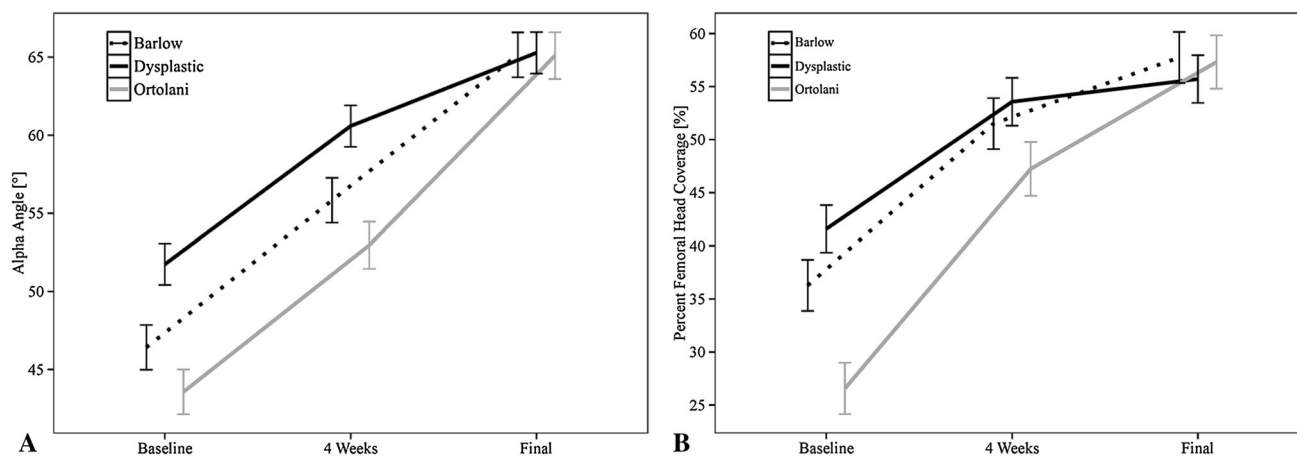 Barlow
Dysplastic
Ortolani
Alpha Angle [°]
65
60
55
50
45
Baseline
4 Weeks
Final
A
Barlow
Dysplastic
Ortolani
Percent Femoral Head Coverage [%]
60
55
50
45
40
35
30
25
Baseline
4 Weeks
Final
B